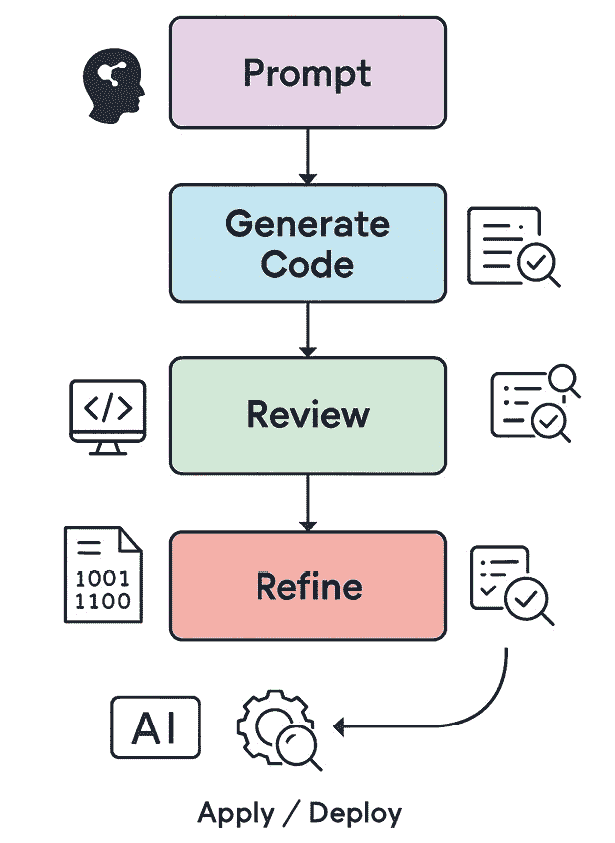 Prompt
Generate
Code
</>
Review
1001
1100
Refine
AI
Apply / Deploy